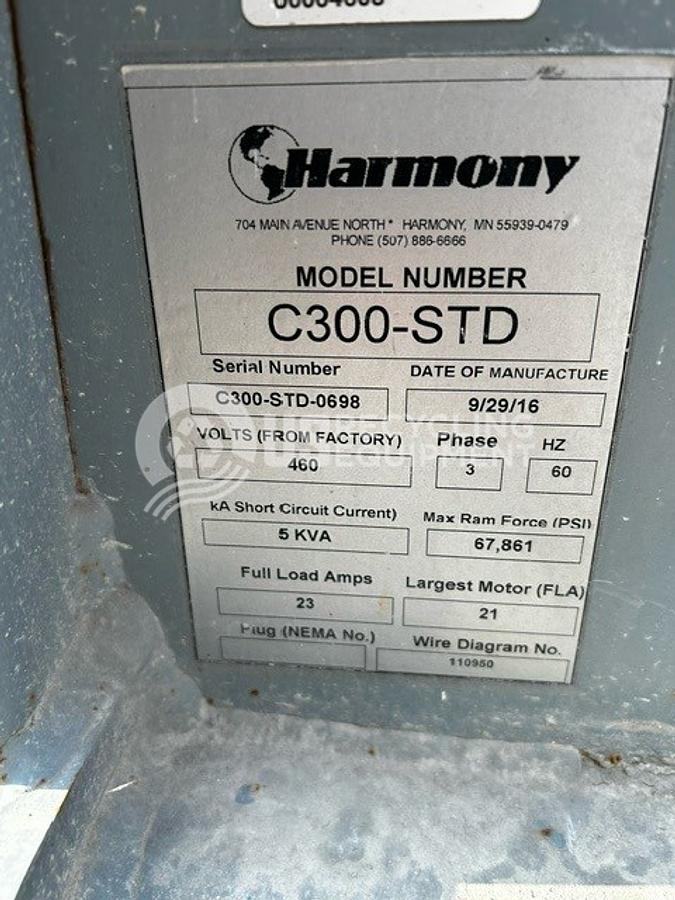 Harmony
704 MAIN AVENUE NORTH * HARMONY, MN 55939-0479
PHONE (507) 886-6666
MODEL NUMBER
C300-STD
Serial Number DATE OF MANUFACTURE
C300-STD-0698 9/29/16
VOLTS (FROM FACTORY) Phase HZ
460 3 60
kA Short Circuit Current) Max Ram Force (PSI)
5 KVA 67,861
Full Load Amps Largest Motor (FLA)
23 21
Plug (NEMA No.) Wire Diagram No.
110950
US RECYCLING
EQUIPMENT